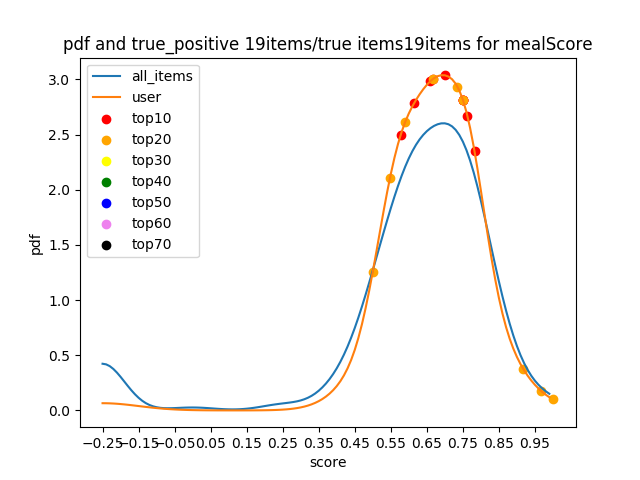 pdf and true_positive 19items/true items19items for mealScore
all_items
user
top10
top20
top30
top40
top50
top60
top70
3.0
2.5
2.0
1.5
1.0
0.5
0.0
pdf
−0.25 −0.15 −0.05 0.05 0.15 0.25 0.35 0.45 0.55 0.65 0.75 0.85 0.95
score